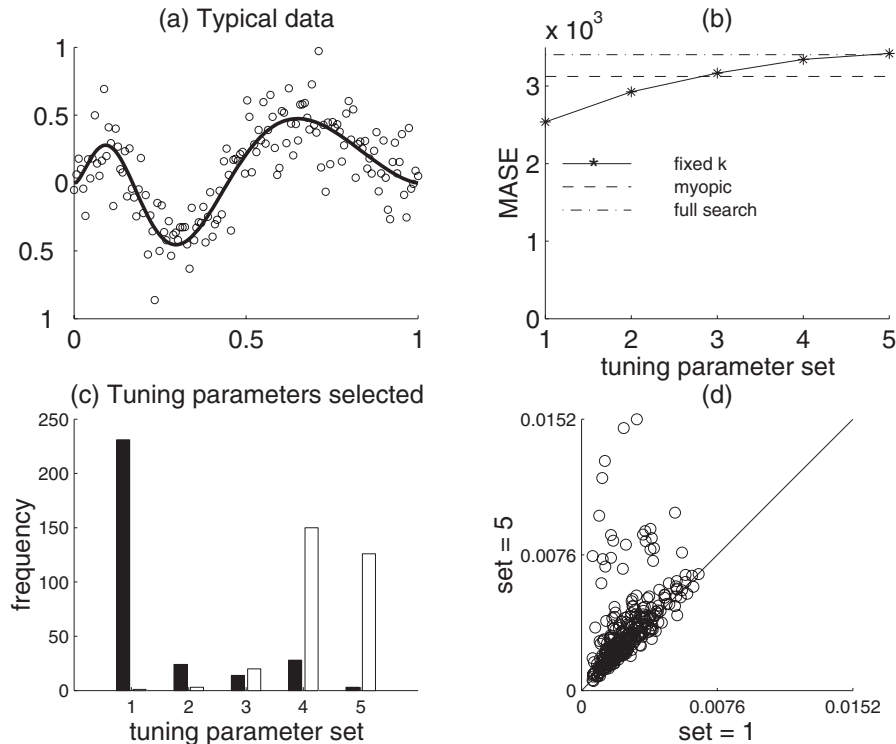 (a) Typical data
1
0.5
0
0.5
1
0
0.5
1
(b)
x 10³
3
2
1
0
MASE
* fixed k
myopic
full search
1
2
3
4
5
tuning parameter set
(c) Tuning parameters selected
250
200
150
100
50
0
frequency
1
2
3
4
5
tuning parameter set
(d)
0.0152
0.0076
0
set = 5
0
0.0076
0.0152
set = 1